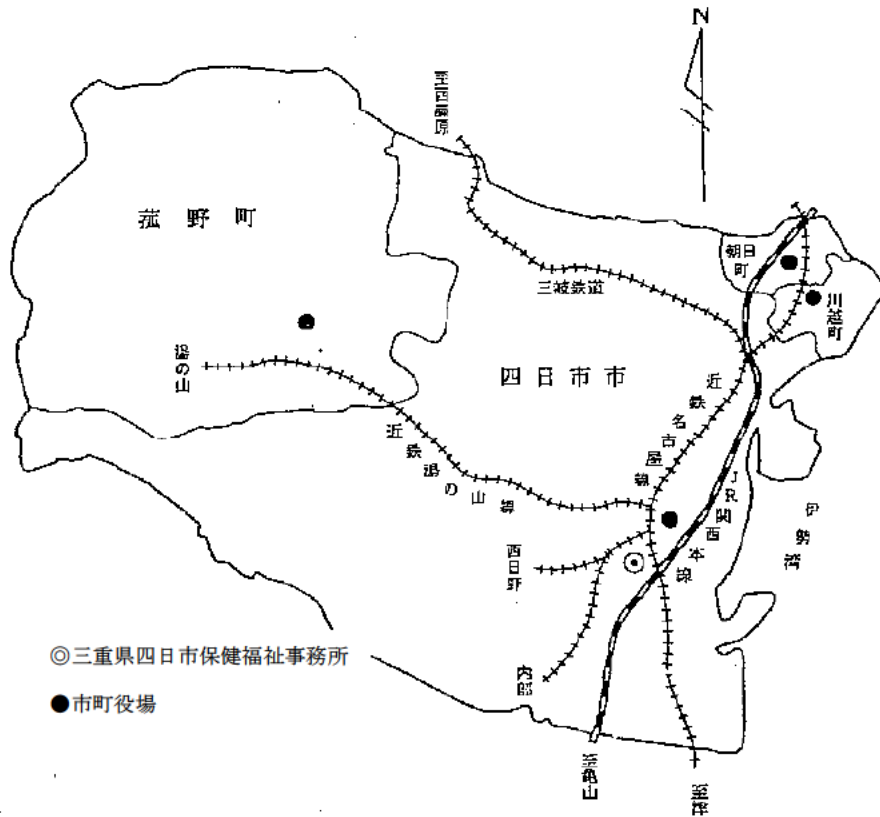 N
至西藤原
菰野町
朝日町
川越町
三岐鉄道
湯の山
四日市市
近鉄名古屋線
近鉄湯の山線
JR関西本線
伊勢湾
西日野
◎三重県四日市保健福祉事務所
内部
●市町役場
至亀山
至津